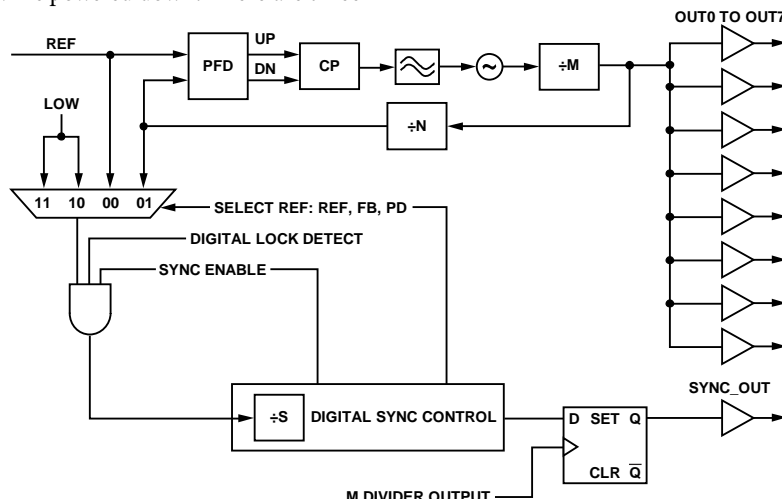 OUT0 TO OUT7
REF
UP
PFD
DN
CP
÷M
LOW
÷N
11 10 00 01
SELECT REF: REF, FB, PD
DIGITAL LOCK DETECT
SYNC ENABLE
SYNC_OUT
÷S
DIGITAL SYNC CONTROL
D SET Q
CLR Q̅
M DIVIDER OUTPUT